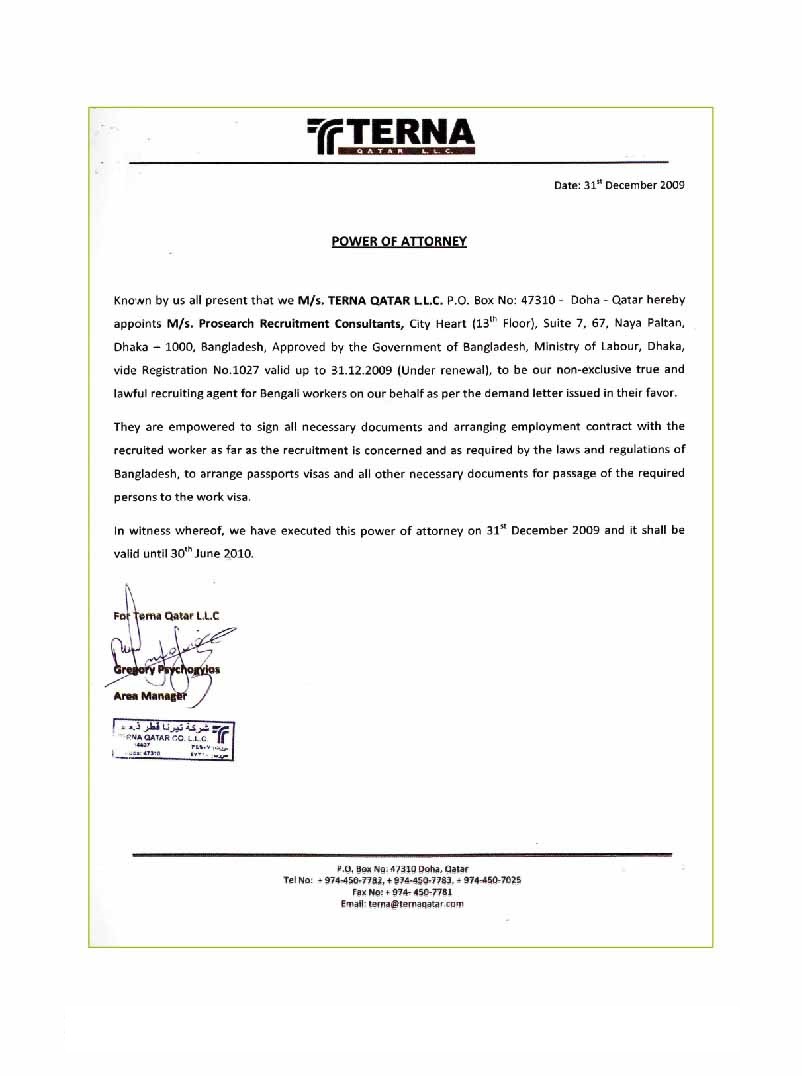 TERNA
QATAR L.L.C.
Date: 31st December 2009
POWER OF ATTORNEY
Known by us all present that we M/s. TERNA QATAR L.L.C. P.O. Box No: 47310 - Doha - Qatar hereby
appoints M/s. Prosearch Recruitment Consultants, City Heart (13th Floor), Suite 7, 67, Naya Paltan,
Dhaka – 1000, Bangladesh, Approved by the Government of Bangladesh, Ministry of Labour, Dhaka,
vide Registration No.1027 valid up to 31.12.2009 (Under renewal), to be our non-exclusive true and
lawful recruiting agent for Bengali workers on our behalf as per the demand letter issued in their favor.
They are empowered to sign all necessary documents and arranging employment contract with the
recruited worker as far as the recruitment is concerned and as required by the laws and regulations of
Bangladesh, to arrange passports visas and all other necessary documents for passage of the required
persons to the work visa.
In witness whereof, we have executed this power of attorney on 31st December 2009 and it shall be
valid until 30th June 2010.
For Terna Qatar L.L.C
Gregory Psychogyios
Area Manager
شركة تيرنا قطر ذ.م.م
TERNA QATAR CO. L.L.C.
47310
P.O. Box No: 47310 Doha, Qatar
Tel No: + 974-450-7782, + 974-450-7783, + 974-450-7025
Fax No: + 974- 450-7781
Email: terna@ternaqatar.com